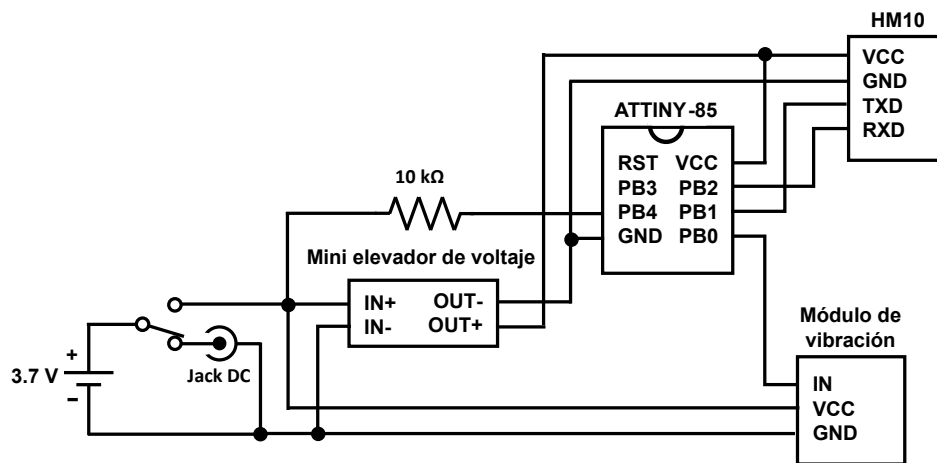 HM10
VCC
GND
TXD
RXD
ATTINY-85
RST VCC
PB3 PB2
PB4 PB1
GND PB0
10 kΩ
Mini elevador de voltaje
IN+ OUT-
IN- OUT+
+
3.7 V
-
Jack DC
Módulo de
vibración
IN
VCC
GND